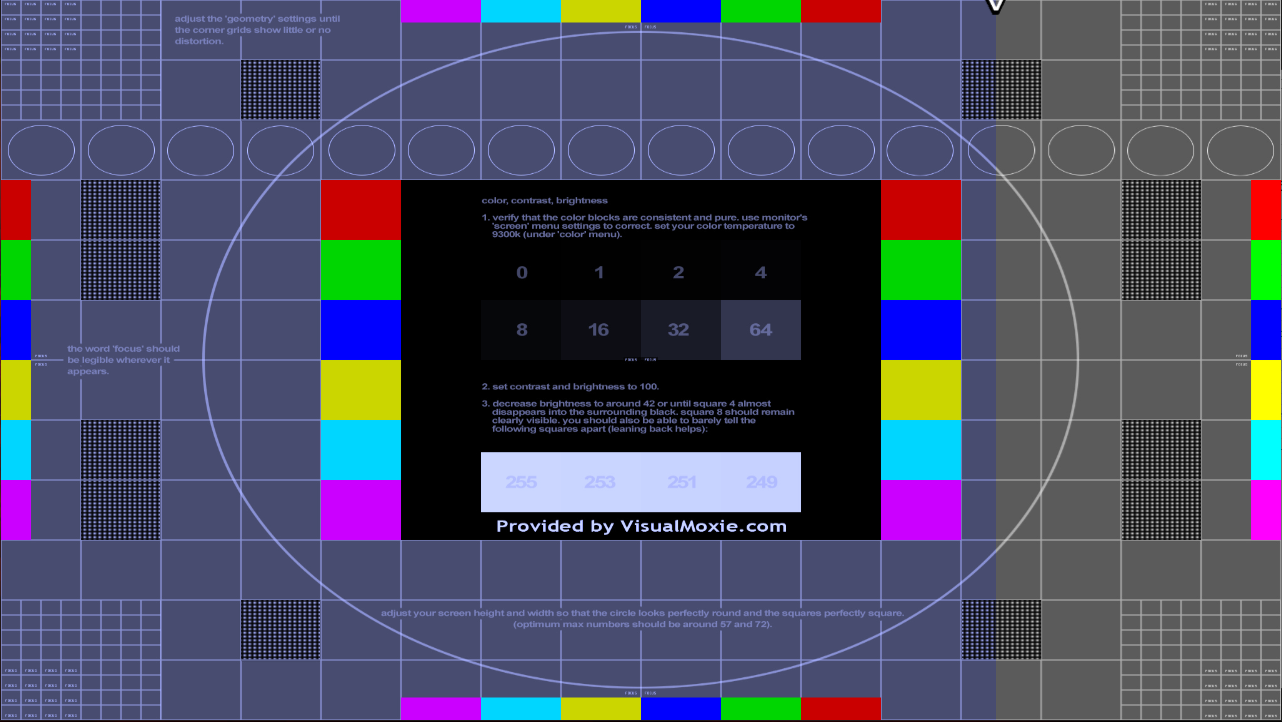 adjust the 'geometry' settings until
the corner grids show little or no
distortion.
color, contrast, brightness
1. verify that the color blocks are consistent and pure. use monitor's
'screen' menu settings to correct. set your color temperature to
9300k (under 'color' menu).
0 1 2 4
8 16 32 64
the word 'focus' should
be legible wherever it
appears.
2. set contrast and brightness to 100.
3. decrease brightness to around 42 or until square 4 almost
disappears into the surrounding black. square 8 should remain
clearly visible. you should also be able to barely tell the
following squares apart (leaning back helps):
255 253 251 249
Provided by VisualMoxie.com
adjust your screen height and width so that the circle looks perfectly round and the squares perfectly square.
(optimum max numbers should be around 57 and 72).